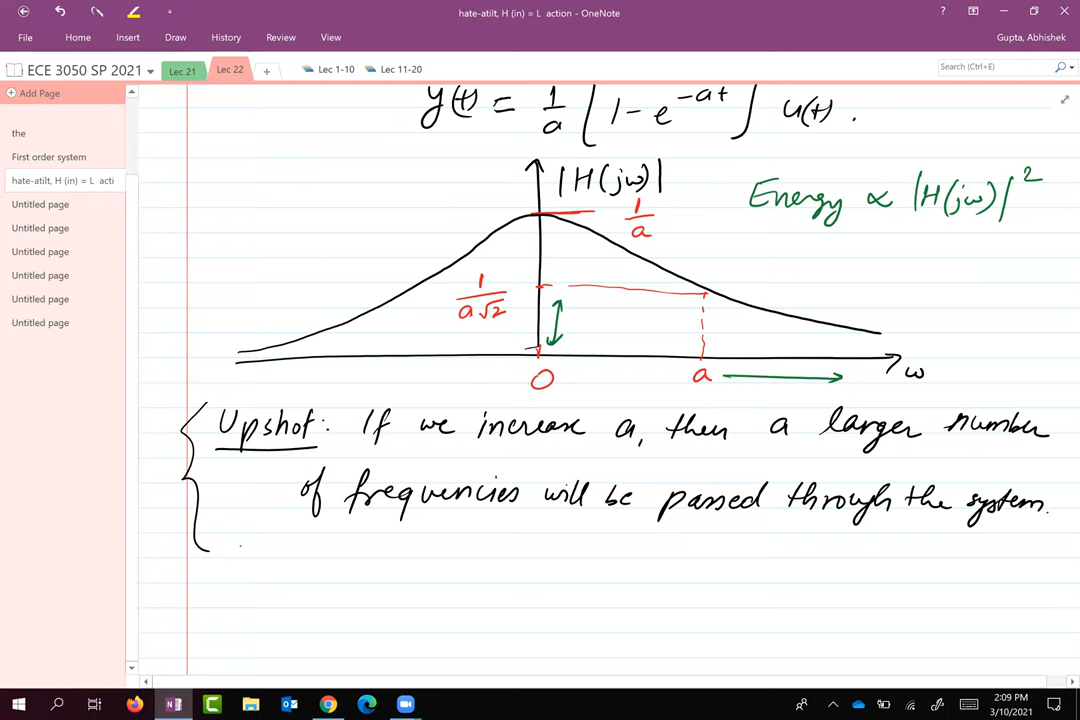 hate-atilt, H (in) = L  action - OneNote
File Home Insert Draw History Review View
Gupta, Abhishek
ECE 3050 SP 2021
Lec 21
Lec 22
Lec 1-10
Lec 11-20
Search (Ctrl+E)
Add Page
the
First order system
hate-atilt, H (in) = L  acti
Untitled page
Untitled page
Untitled page
Untitled page
Untitled page
Untitled page
y(t) = 1/a [1 - e^-at] u(t).
|H(jω)|
1/a
Energy ∝ |H(jω)|^2
1/a√2
0
a
ω
Upshot: If we increase a, then a larger number
of frequencies will be passed through the system.
2:09 PM
3/10/2021